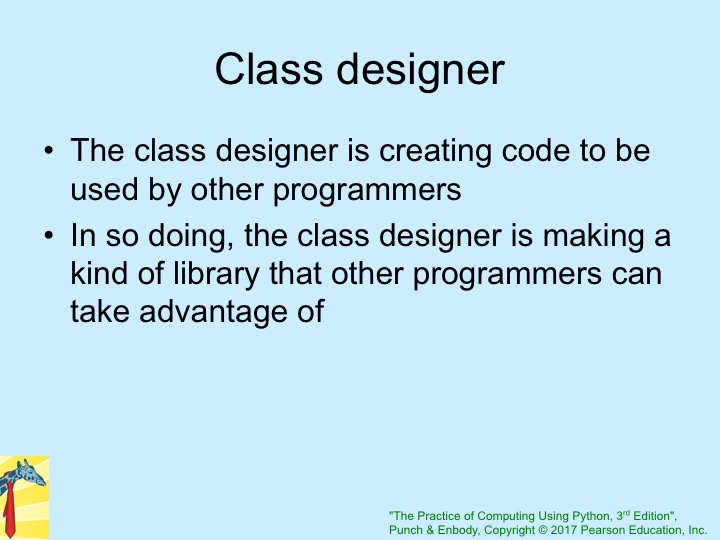 Class designer
• The class designer is creating code to be
used by other programmers
• In so doing, the class designer is making a
kind of library that other programmers can
take advantage of
"The Practice of Computing Using Python, 3rd Edition",
Punch & Enbody, Copyright © 2017 Pearson Education, Inc.